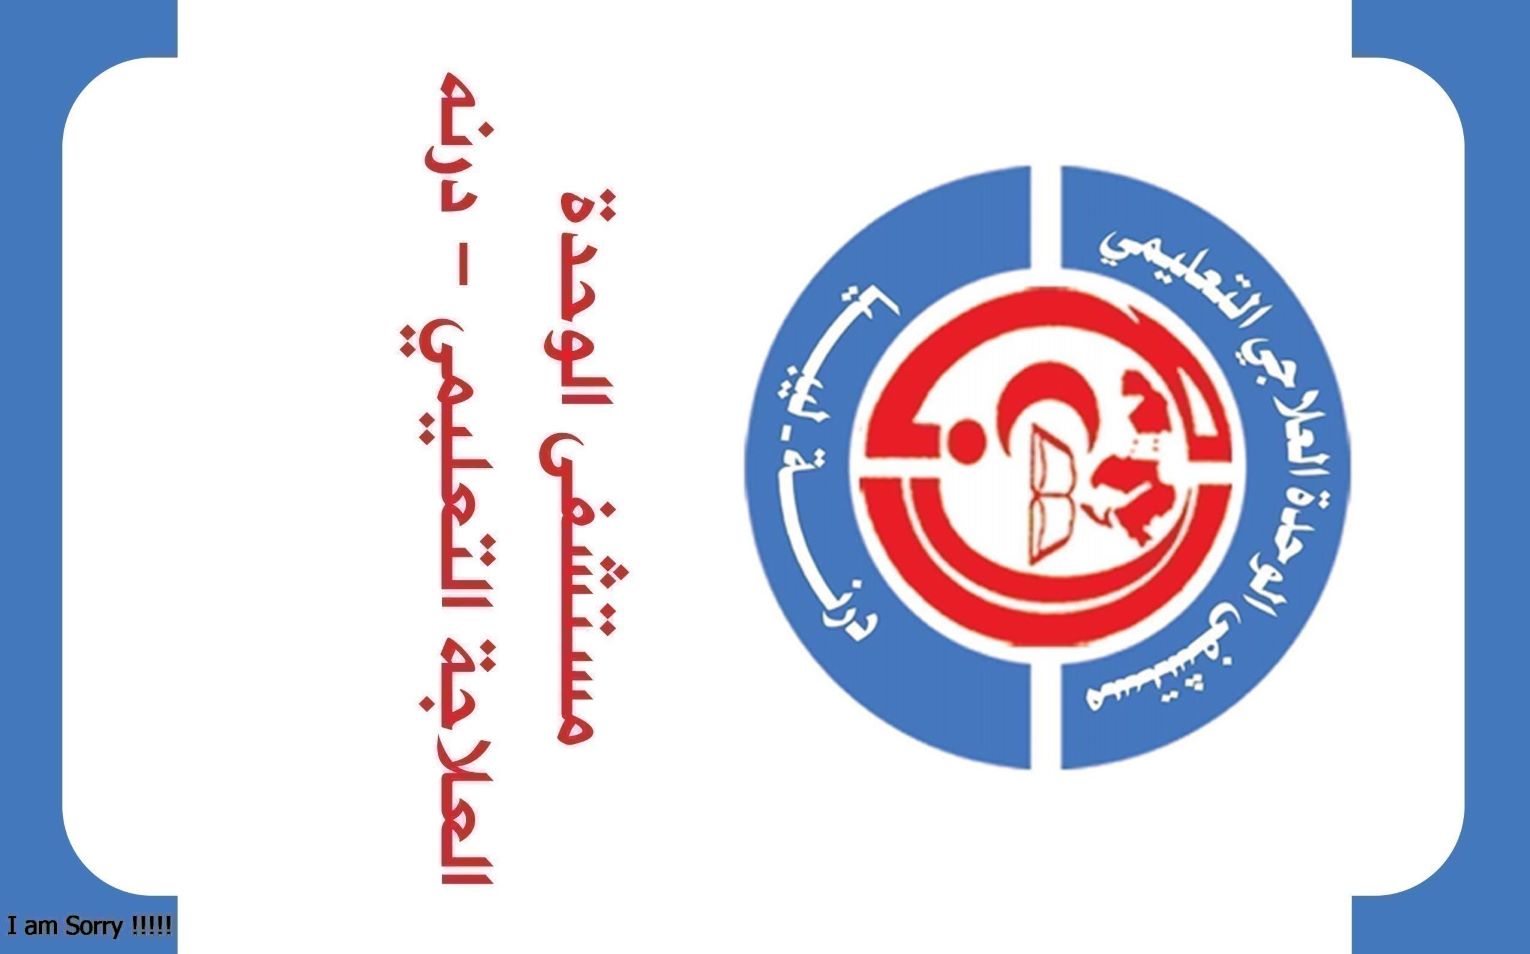 مستشفى الوحدة العلاجي التعليمي
درنة - ليبيا
مستشفى الوحدة
العلاجة التعليمي – درنه
I am Sorry !!!!!